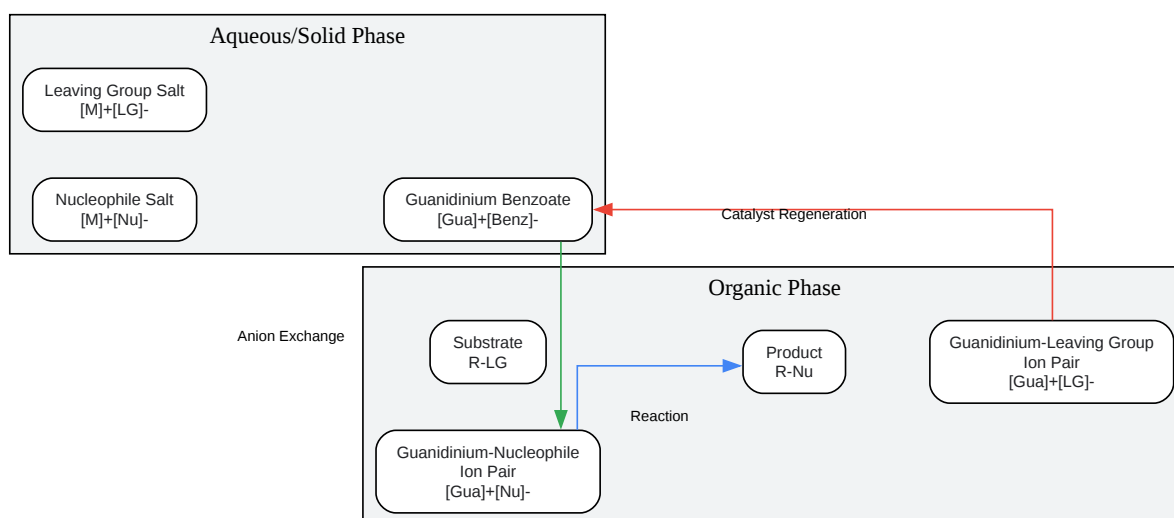 Aqueous/Solid Phase
Leaving Group Salt
[M]+[LG]-
Nucleophile Salt
[M]+[Nu]-
Guanidinium Benzoate
[Gua]+[Benz]-
Catalyst Regeneration
Organic Phase
Anion Exchange
Substrate
R-LG
Product
R-Nu
Guanidinium-Leaving Group
Ion Pair
[Gua]+[LG]-
Reaction
Guanidinium-Nucleophile
Ion Pair
[Gua]+[Nu]-